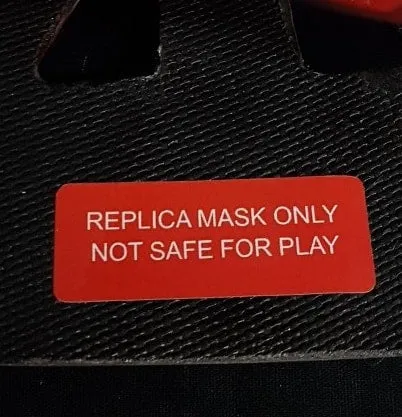 REPLICA MASK ONLY
NOT SAFE FOR PLAY